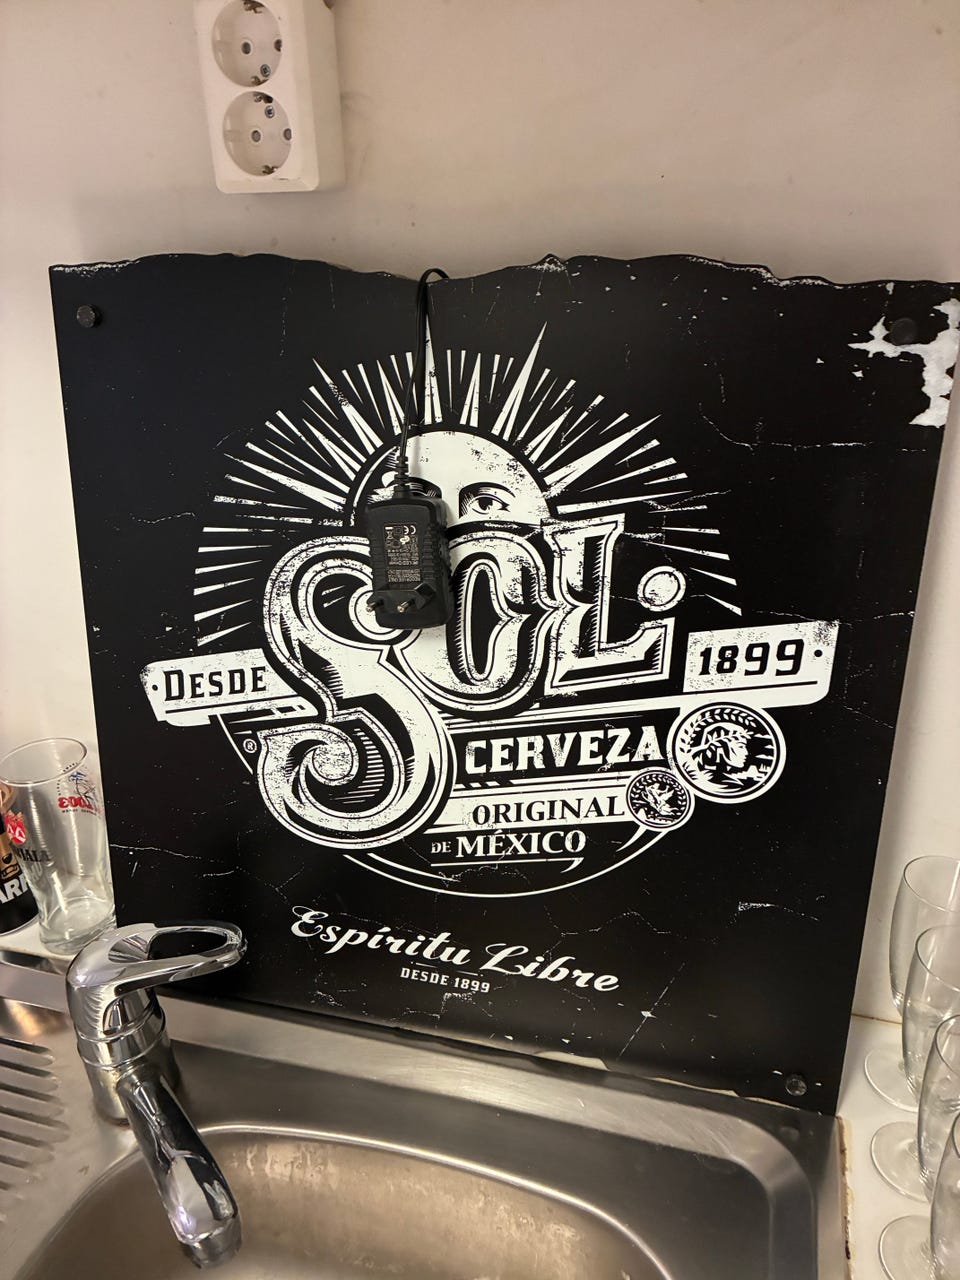 SOL
DESDE
1899
®
CERVEZA
ORIGINAL
DE MÉXICO
Espíritu Libre
DESDE 1899